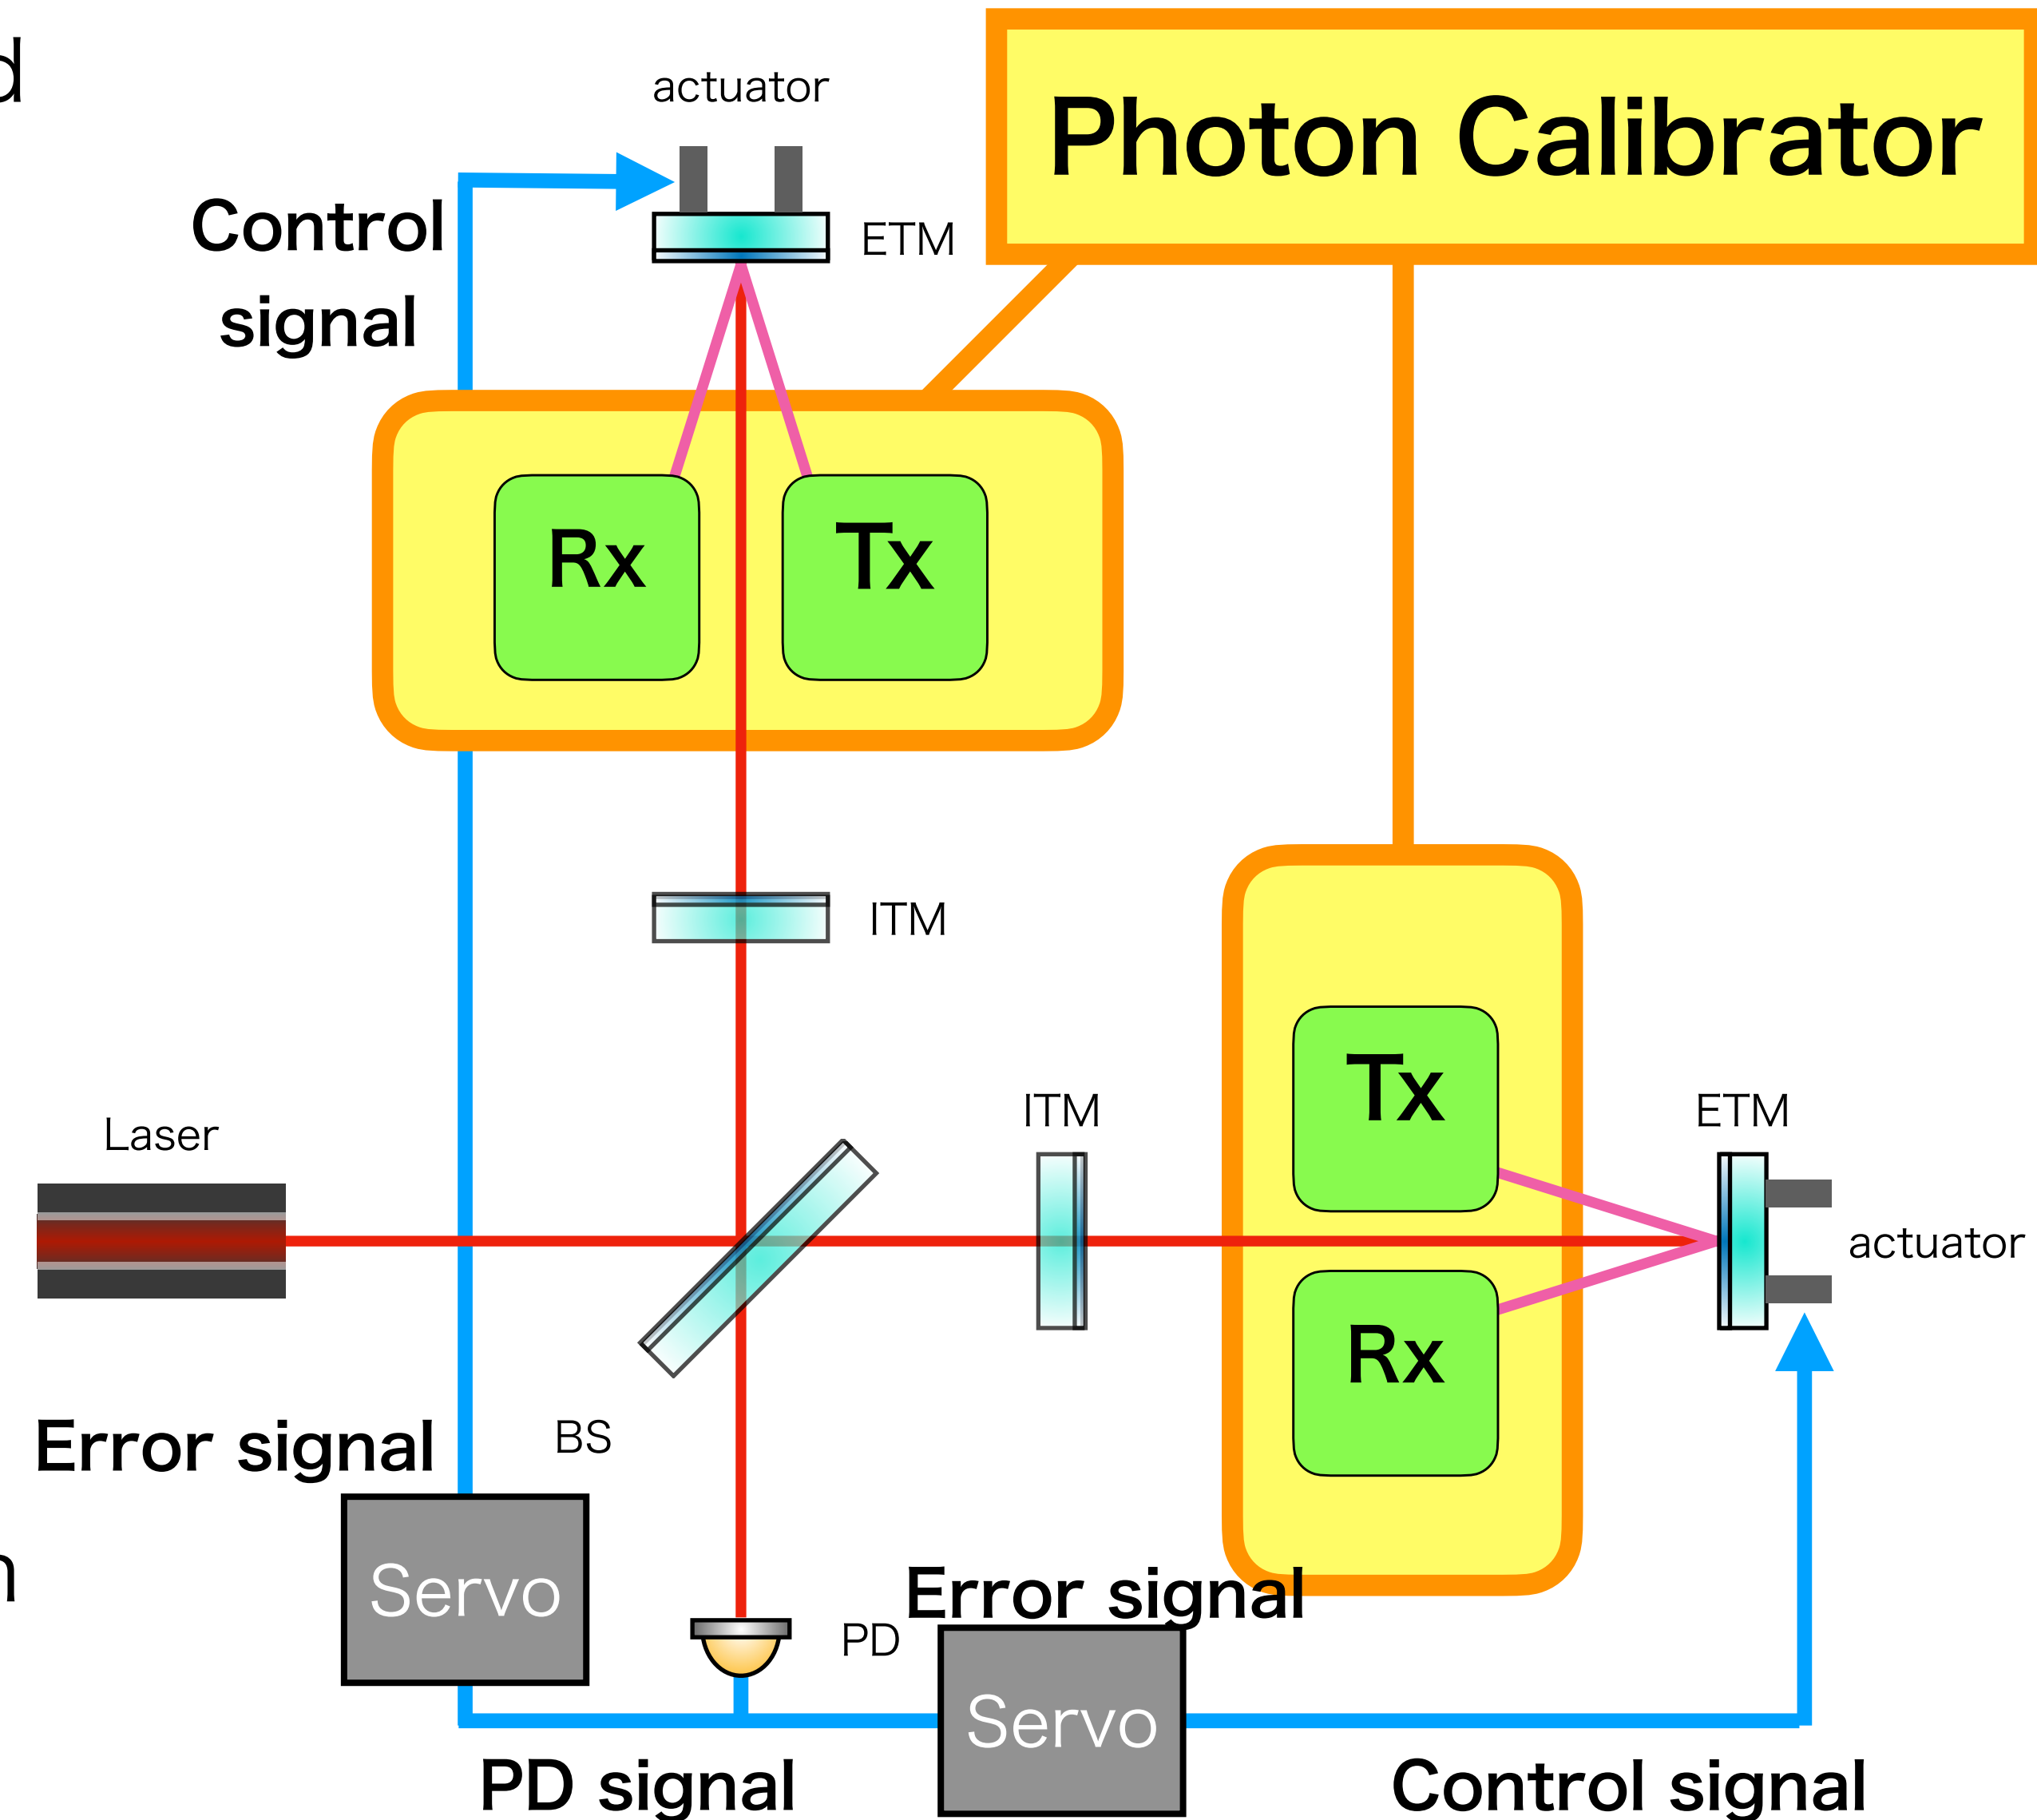 d
actuator
Photon Calibrator
Control
signal
ETM
Rx
Tx
ITM
Tx
ITM
ETM
Laser
actuator
Rx
BS
Error signal
Servo
Error signal
n
PD
Servo
PD signal
Control signal